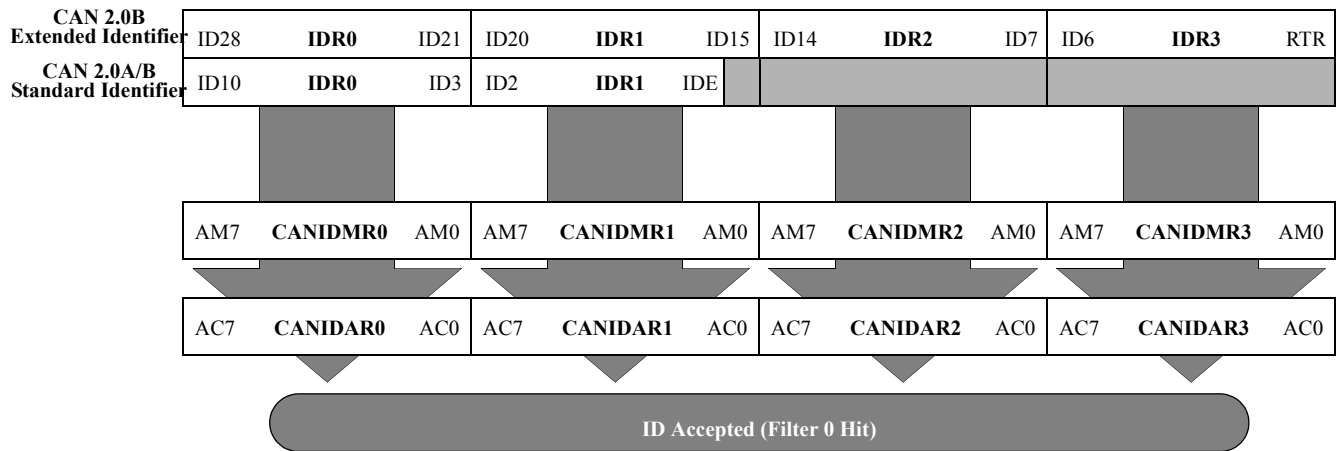 CAN 2.0B
Extended Identifier ID28 IDR0 ID21 ID20 IDR1 ID15 ID14 IDR2 ID7 ID6 IDR3 RTR
CAN 2.0A/B
Standard Identifier ID10 IDR0 ID3 ID2 IDR1 IDE
AM7 CANIDMR0 AM0 AM7 CANIDMR1 AM0 AM7 CANIDMR2 AM0 AM7 CANIDMR3 AM0
AC7 CANIDAR0 AC0 AC7 CANIDAR1 AC0 AC7 CANIDAR2 AC0 AC7 CANIDAR3 AC0
ID Accepted (Filter 0 Hit)